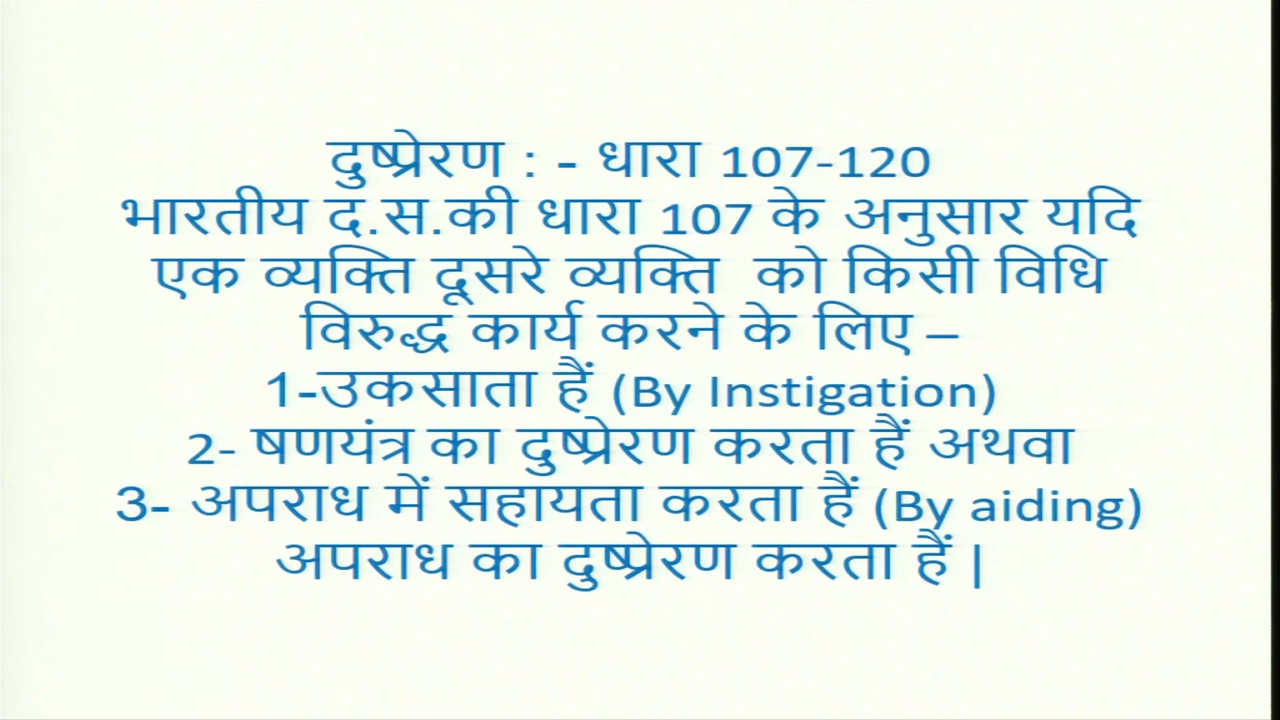 दुष्प्रेरण : - धारा 107-120
भारतीय द.स.की धारा 107 के अनुसार यदि
एक व्यक्ति दूसरे व्यक्ति को किसी विधि
विरुद्ध कार्य करने के लिए –
1-उकसाता हैं (By Instigation)
2- षणयंत्र का दुष्प्रेरण करता हैं अथवा
3- अपराध में सहायता करता हैं (By aiding)
अपराध का दुष्प्रेरण करता हैं |